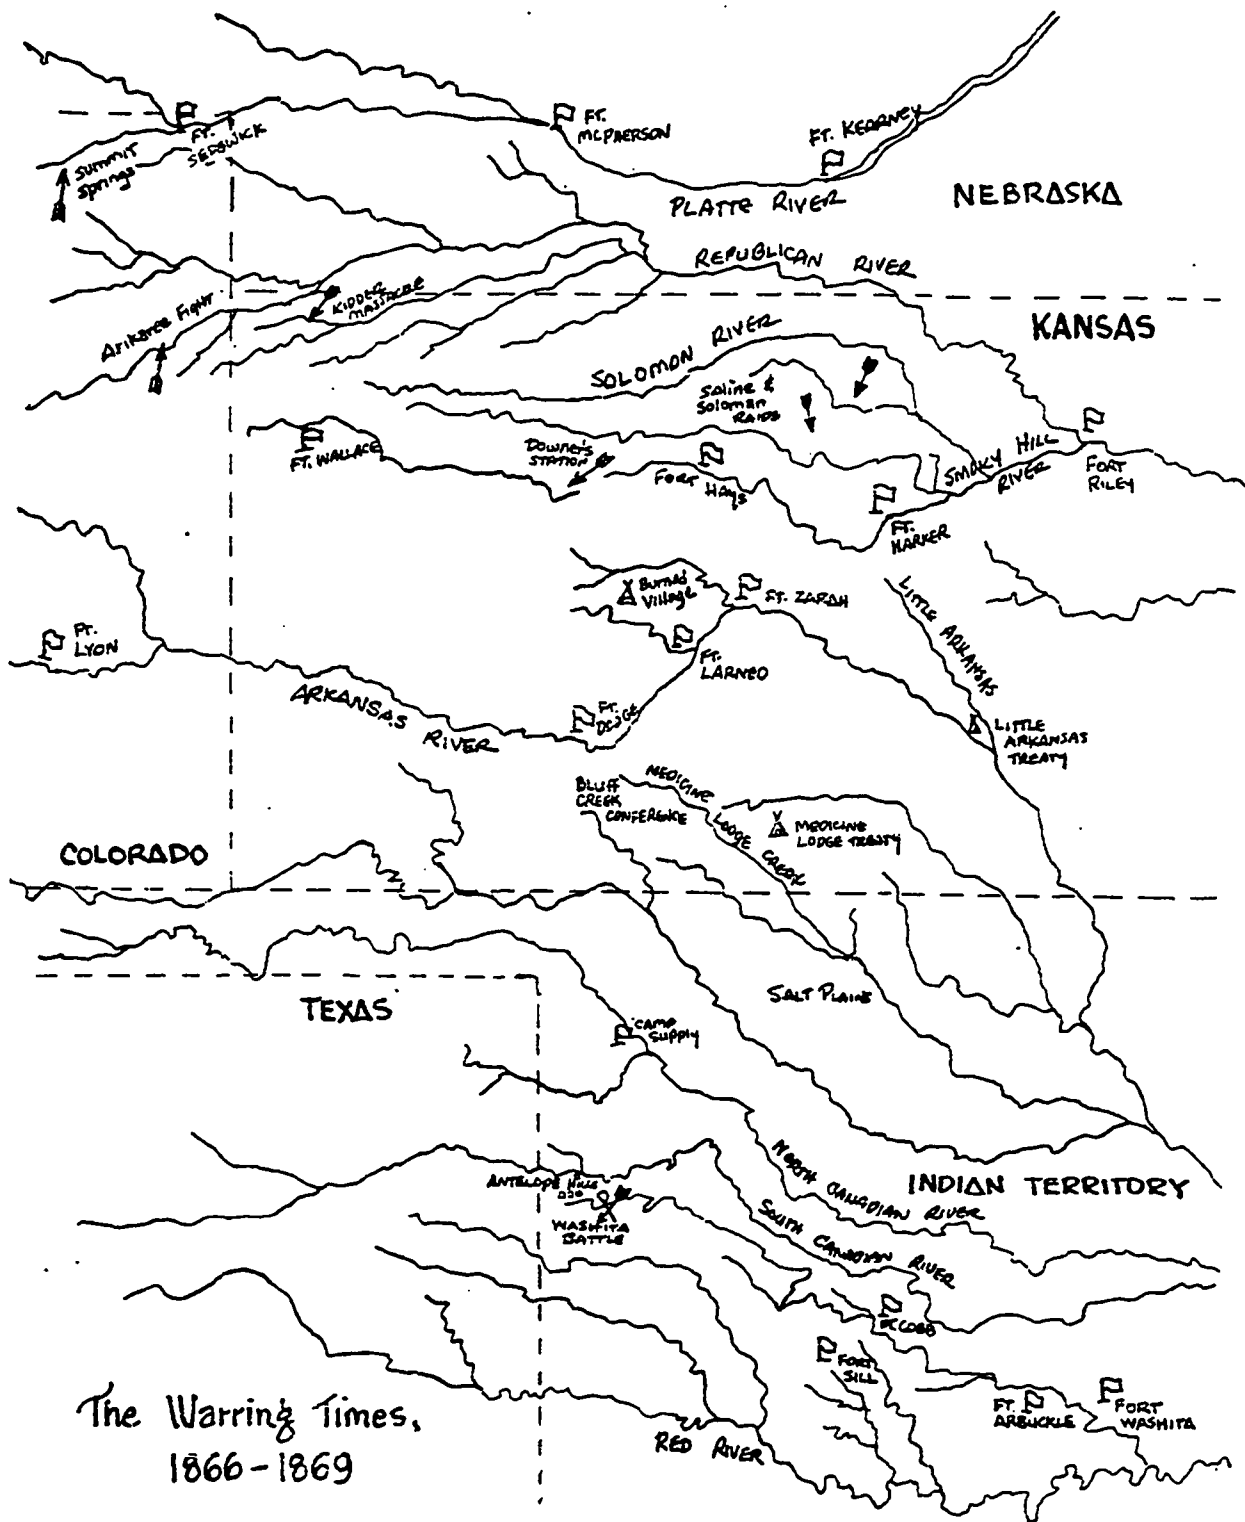 FT.
MCPHERSON
FT. KEARNEY
FT.
SEDGWICK
SUMMIT
Springs
PLATTE RIVER
NEBRASKA
REPUBLICAN RIVER
KIDDER
MASSACRE
Arikaree Fight
KANSAS
SOLOMON RIVER
Saline &
Soloman
RAIDS
FT. WALLACE
Downer's
STATION
FORT HAYS
SMOKY HILL
RIVER
FORT
RILEY
FT.
HARKER
Burned
Village
FT. ZARAH
LITTLE ARKANSAS
FT.
LYON
FT.
LARNED
ARKANSAS
RIVER
FT.
DODGE
LITTLE
ARKANSAS
TREATY
BLUFF
CREEK
CONFERENCE
MEDICINE
LODGE CREEK
MEDICINE
LODGE TREATY
COLORADO
SALT PLAINS
TEXAS
CAMP
Supply
ANTELOPE Hills
WASHITA
BATTLE
NORTH CANADIAN RIVER
INDIAN TERRITORY
SOUTH CANADIAN RIVER
FT. COBB
FORT
SILL
FT.
ARBUCKLE
FORT
WASHITA
RED RIVER
The Warring Times,
1866-1869